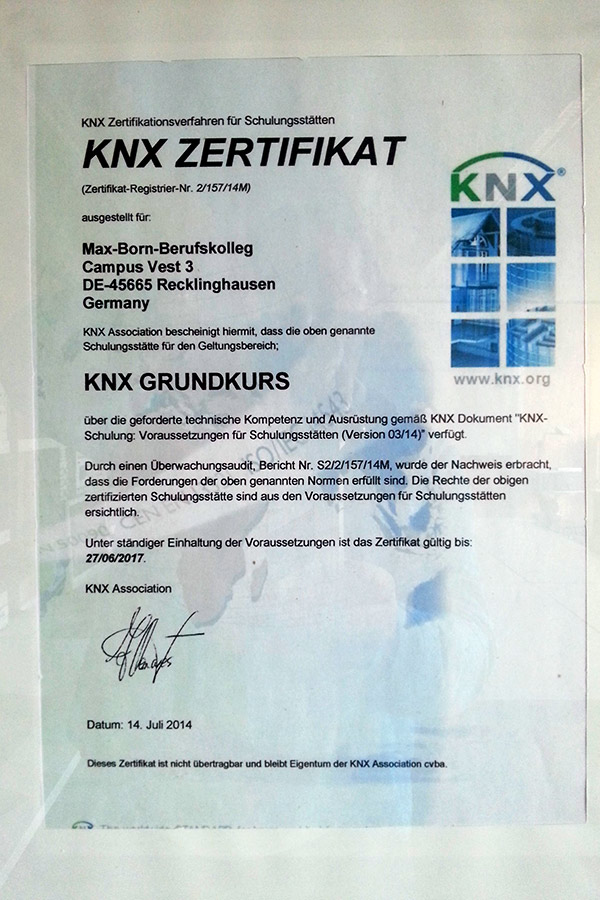 KNX Zertifikationsverfahren für Schulungsstätten
KNX ZERTIFIKAT
(Zertifikat-Registrier-Nr. 2/157/14M)
ausgestellt für:
KNX®
Max-Born-Berufskolleg
Campus Vest 3
DE-45665 Recklinghausen
Germany
KNX Association bescheinigt hiermit, dass die oben genannte
Schulungsstätte für den Geltungsbereich;
www.knx.org
KNX GRUNDKURS
über die geforderte technische Kompetenz und Ausrüstung gemäß KNX Dokument "KNX-
Schulung: Voraussetzungen für Schulungsstätten (Version 03/14)" verfügt.
Durch einen Überwachungsaudit, Bericht Nr. S2/2/157/14M, wurde der Nachweis erbracht,
dass die Forderungen der oben genannten Normen erfüllt sind. Die Rechte der obigen
zertifizierten Schulungsstätte sind aus den Voraussetzungen für Schulungsstätten
ersichtlich.
Unter ständiger Einhaltung der Voraussetzungen ist das Zertifikat gültig bis:
27/06/2017.
KNX Association
Datum: 14. Juli 2014
Dieses Zertifikat ist nicht übertragbar und bleibt Eigentum der KNX Association cvba.